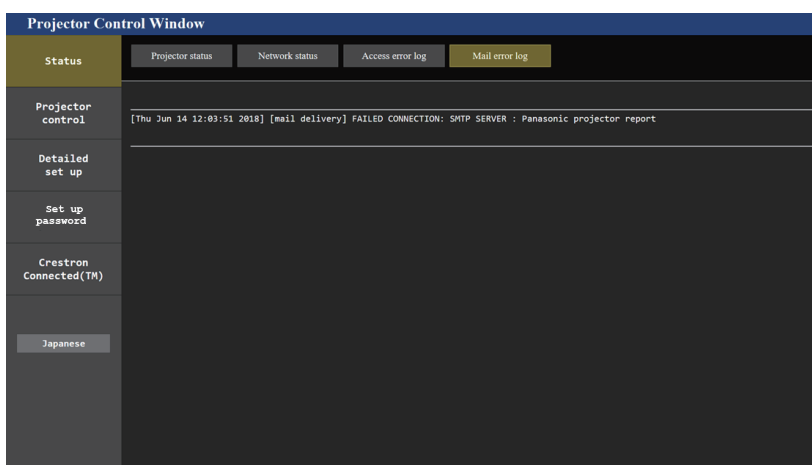 Projector Control Window
Status
Projector status
Network status
Access error log
Mail error log
Projector
control
[Thu Jun 14 12:03:51 2018] [mail delivery] FAILED CONNECTION: SMTP SERVER : Panasonic projector report
Detailed
set up
Set up
password
Crestron
Connected(TM)
Japanese